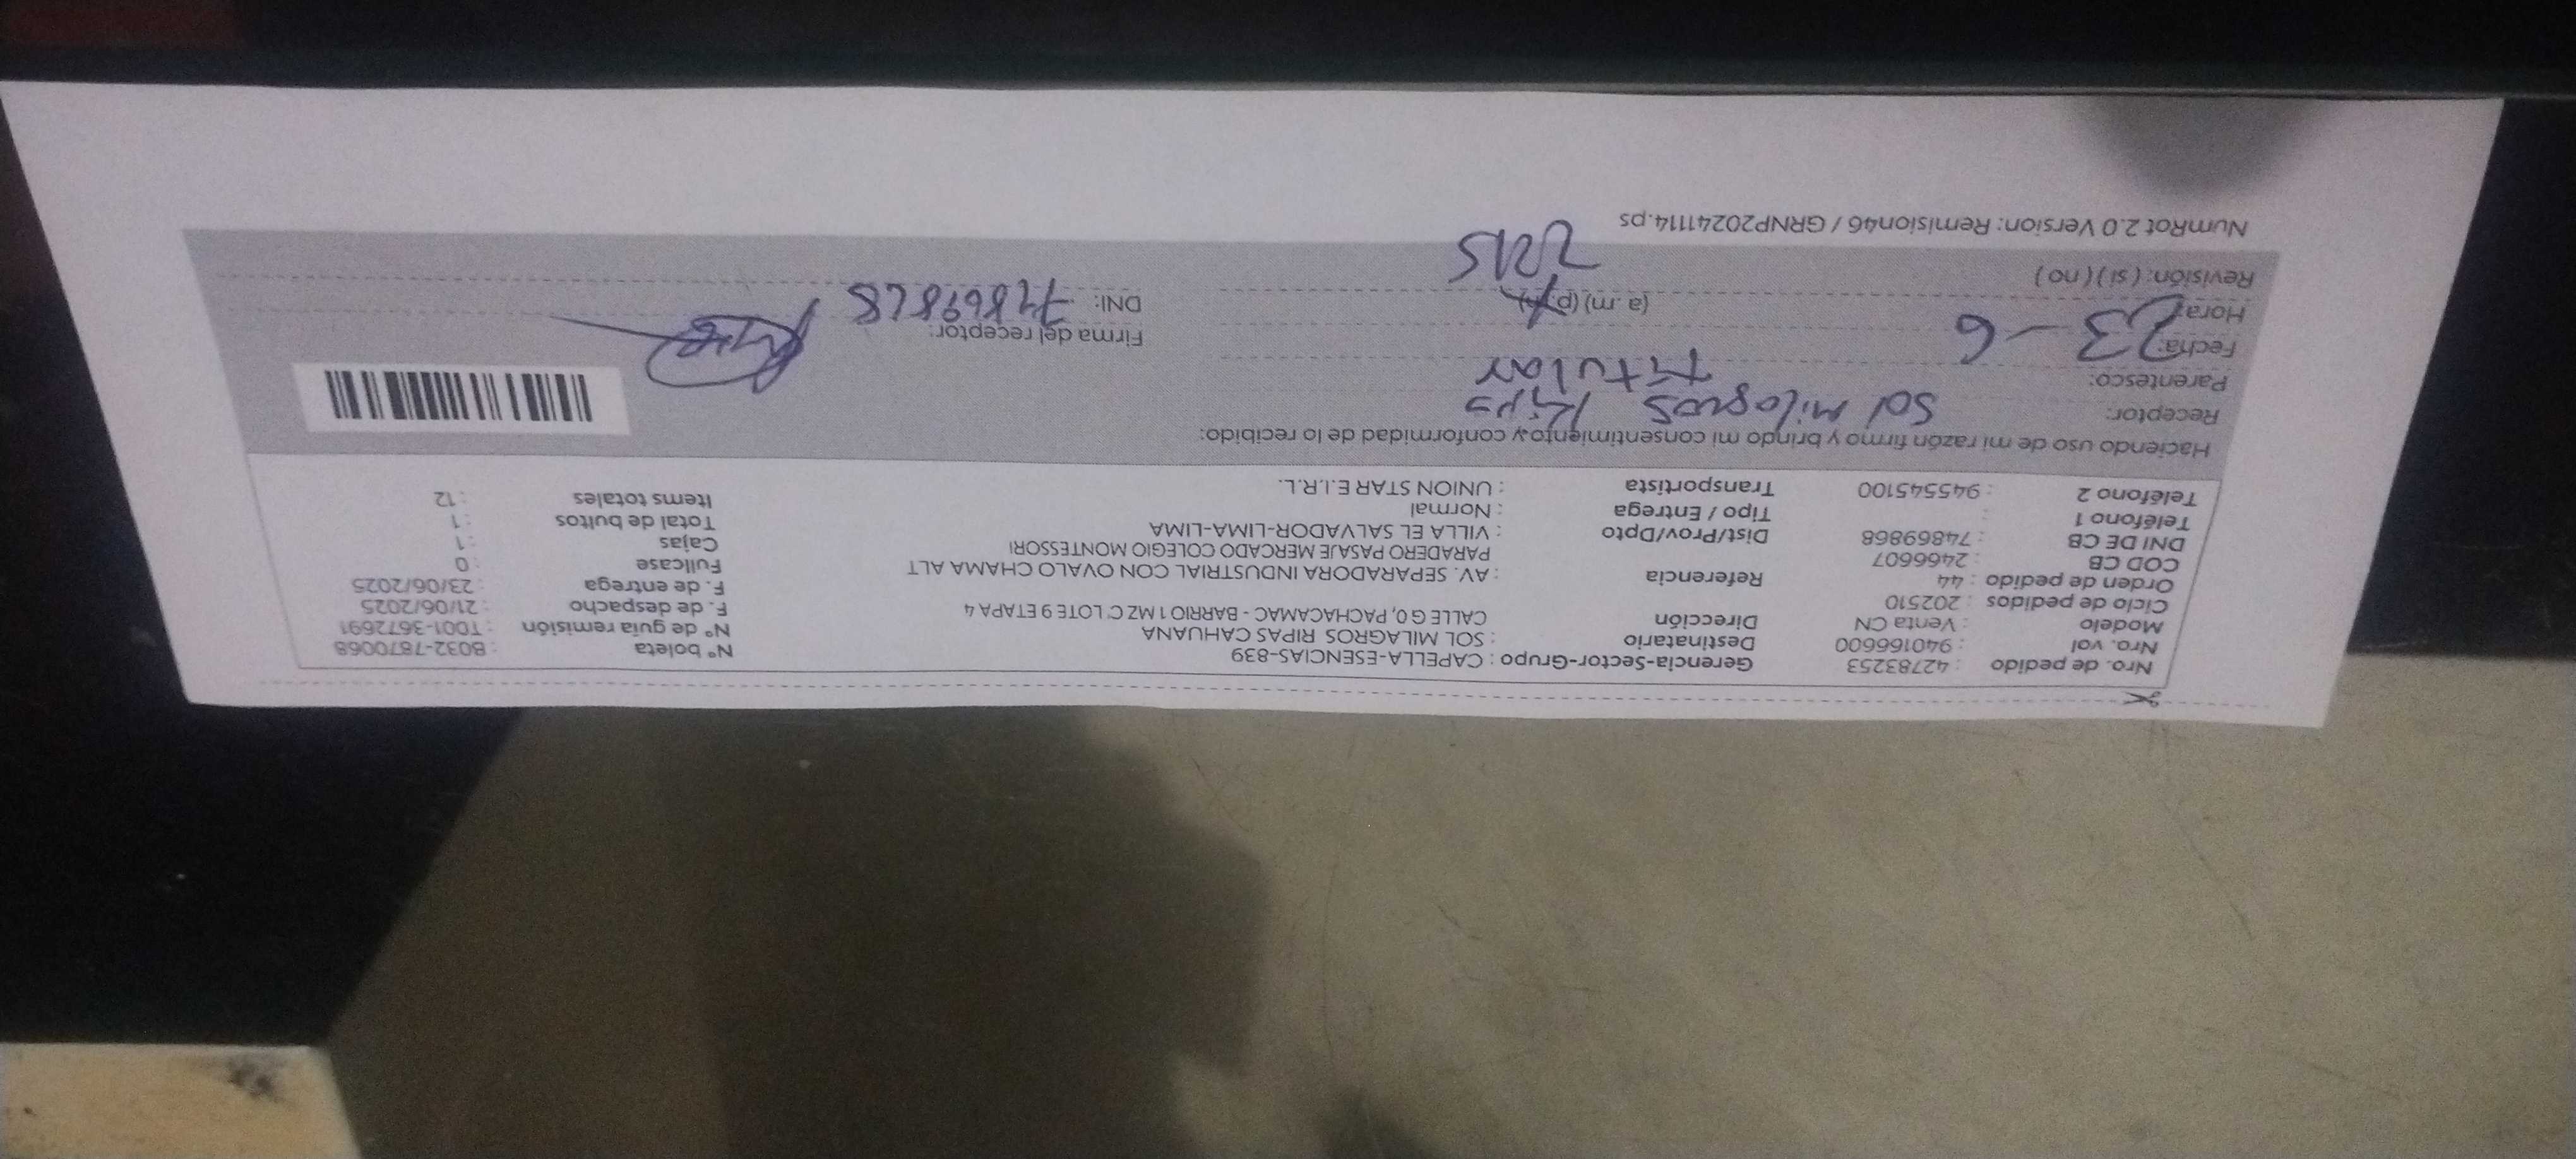 Nro. de pedido : 42783253 Gerencia-Sector-Grupo : CAPELLA-ESENCIAS-839 N° boleta : B032-7870068
Nro. val : 940166600 Destinatario : SOL MILAGROS RIPAS CAHUANA N° de guía remisión : T001-3672691
Modelo : Venta CN Dirección CALLE G 0, PACHACAMAC - BARRIO 1 MZ C' LOTE 9 ETAPA 4 F. de despacho : 21/06/2025
Ciclo de pedidos : 202510 F. de entrega : 23/06/2025
Orden de pedido : 44 Referencia : AV. SEPARADORA INDUSTRIAL CON OVALO CHAMA ALT Fullcase : 0
COD CB : 2466607 PARADERO PASAJE MERCADO COLEGIO MONTESSORI Cajas : 1
DNI DE CB : 74869868 Dist/Prov/Dpto : VILLA EL SALVADOR-LIMA-LIMA Total de bultos : 1
Teléfono 1 : Tipo / Entrega : Normal Items totales : 12
Teléfono 2 : 945545100 Transportista : UNION STAR E.I.R.L.
Haciendo uso de mi razón firmo y brindo mi consentimiento y conformidad de lo recibido:
Receptor: Sol Milagros
Parentesco: Titular
Fecha: 23-6 Firma del receptor:
Hora: (a.m) (p.m) DNI:
Revisión: ( si ) ( no )
NumRot 2.0 Version: Remision46 / GRNP20241114.ps